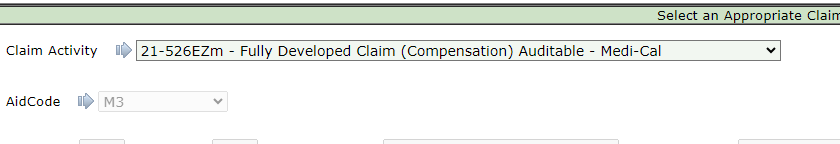 Select an Appropriate Claim
Claim Activity 21-526EZm - Fully Developed Claim (Compensation) Auditable - Medi-Cal
AidCode M3